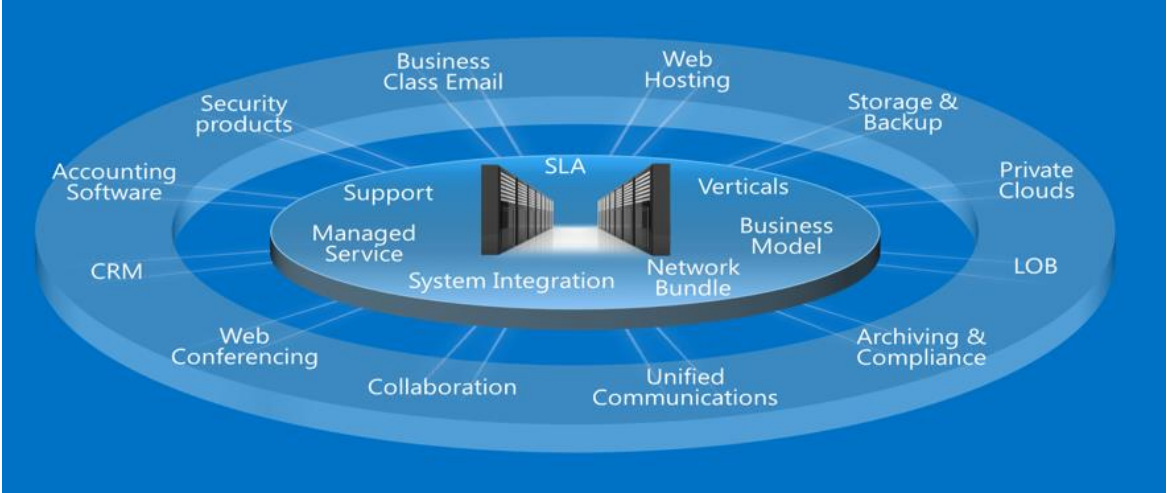 Business
Class Email
Web
Hosting
Security
products
Storage &
Backup
Accounting
Software
Private
Clouds
SLA
Support
Verticals
Managed
Service
Business
Model
System Integration
Network
Bundle
CRM
LOB
Web
Conferencing
Archiving &
Compliance
Collaboration
Unified
Communications